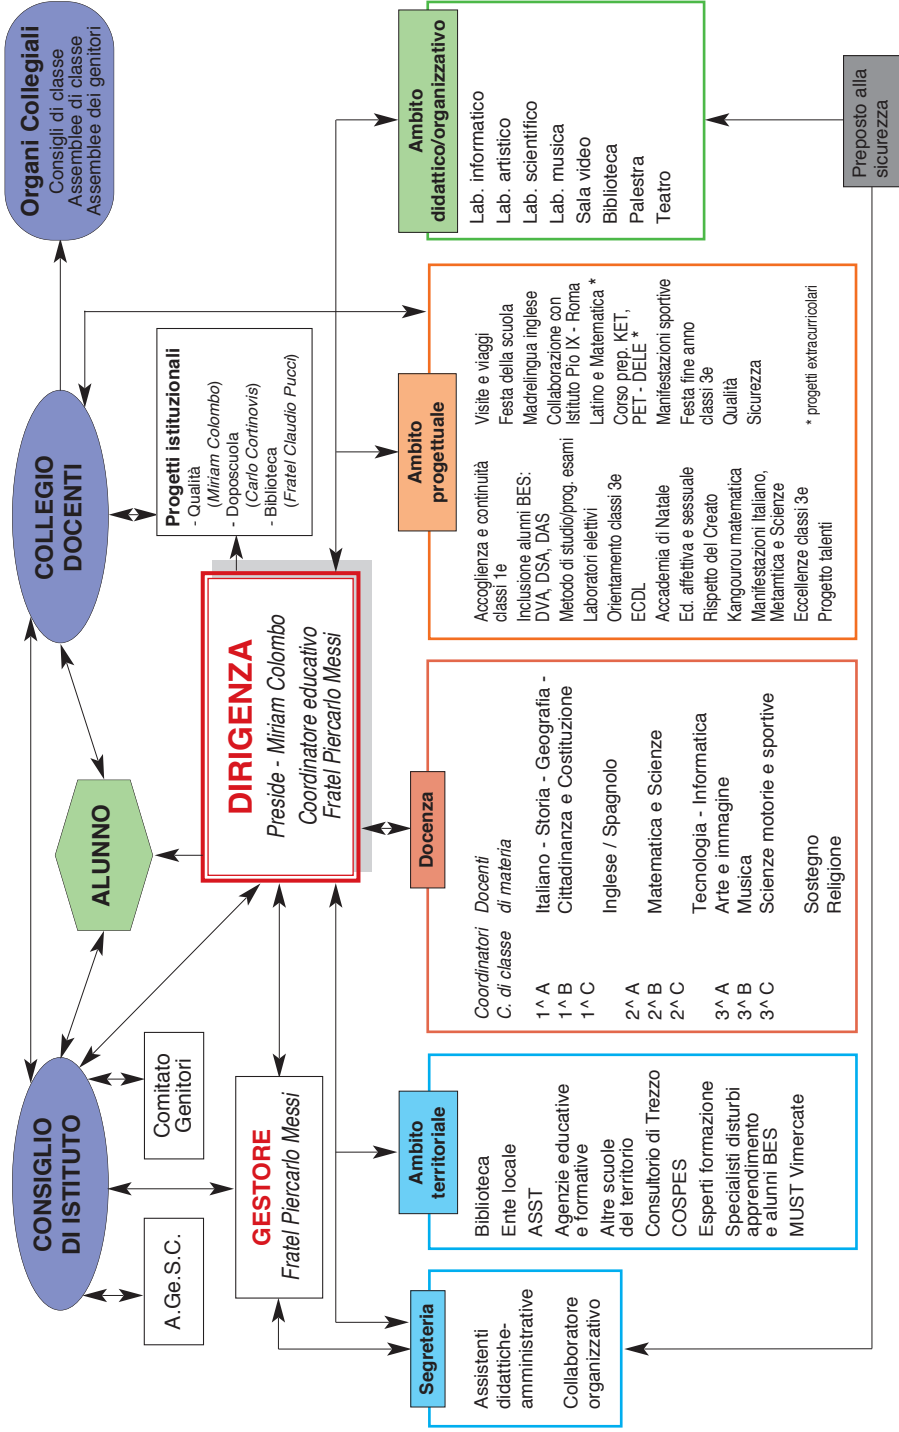 Organi Collegiali
Consigli di classe
Assemblee di classe
Assemblee dei genitori
COLLEGIO
DOCENTI
ALUNNO
CONSIGLIO
DI ISTITUTO
A.Ge.S.C.
Comitato
Genitori
Progetti istituzionali
- Qualità
(Miriam Colombo)
- Doposcuola
(Carlo Cortinovis)
- Biblioteca
(Fratel Claudio Pucci)
DIRIGENZA
Preside - Miriam Colombo
Coordinatore educativo
Fratel Piercarlo Messi
GESTORE
Fratel Piercarlo Messi
Segreteria
Assistenti
didattiche-
amministrative
Collaboratore
organizzativo
Ambito
territoriale
Biblioteca
Ente locale
ASST
Agenzie educative
e formative
Altre scuole
del territorio
Consultorio di Trezzo
COSPES
Esperti formazione
Specialisti disturbi
apprendimento
e alunni BES
MUST Vimercate
Docenza
Coordinatori
C. di classe
1^ A
1^ B
1^ C
2^ A
2^ B
2^ C
3^ A
3^ B
3^ C
Docenti
di materia
Italiano - Storia - Geografia -
Cittadinanza e Costituzione
Inglese / Spagnolo
Matematica e Scienze
Tecnologia - Informatica
Arte e immagine
Musica
Scienze motorie e sportive
Sostegno
Religione
Ambito
progettuale
Accoglienza e continuità
classi 1e
Inclusione alunni BES:
DVA, DSA, DAS
Metodo di studio/prog. esami
Laboratori elettivi
Orientamento classi 3e
ECDL
Accademia di Natale
Ed. affettiva e sessuale
Rispetto del Creato
Kangourou matematica
Manifestazioni Italiano,
Metamtica e Scienze
Eccellenze classi 3e
Progetto talenti
Visite e viaggi
Festa della scuola
Madrelingua inglese
Collaborazione con
Istituto Pio IX - Roma
Latino e Matematica *
Corso prep. KET,
PET - DELE *
Manifestazioni sportive
Festa fine anno
classi 3e
Qualità
Sicurezza
* progetti extracurricolari
Ambito
didattico/organizzativo
Lab. informatico
Lab. artistico
Lab. scientifico
Lab. musica
Sala video
Biblioteca
Palestra
Teatro
Preposto alla
sicurezza